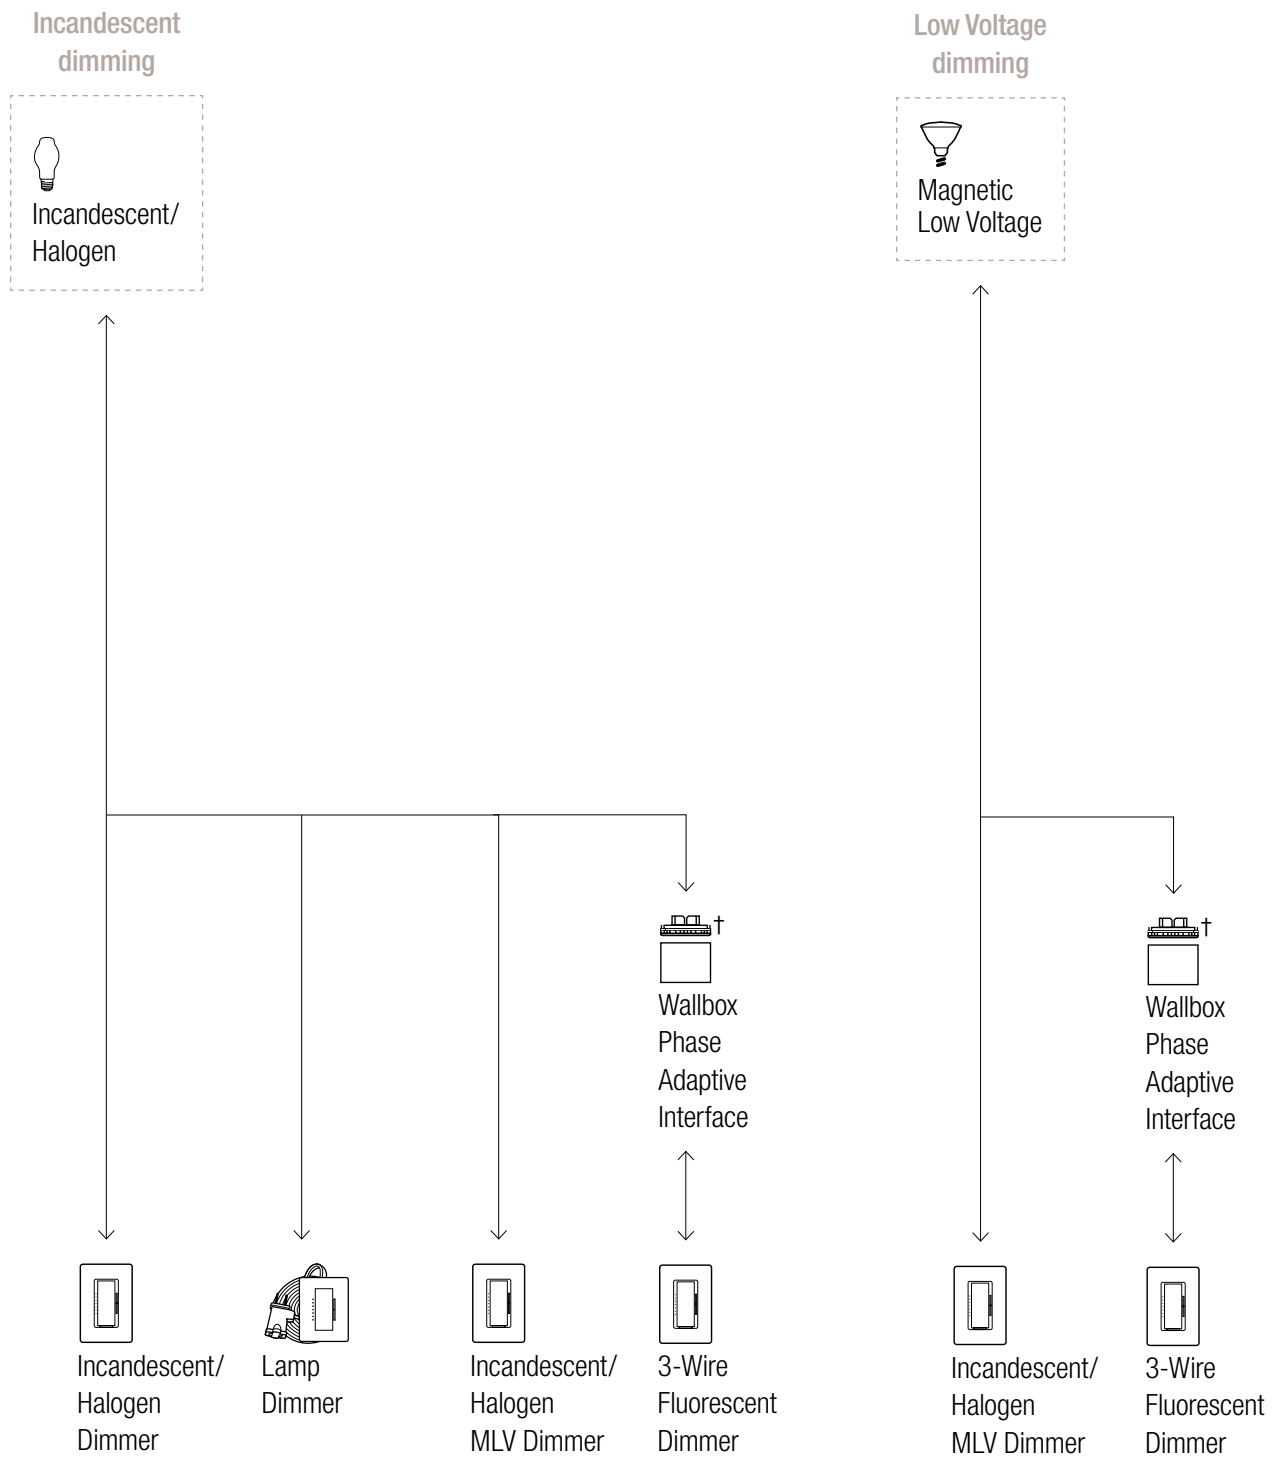 Incandescent
dimming
Incandescent/
Halogen
Low Voltage
dimming
Magnetic
Low Voltage
†
Wallbox
Phase
Adaptive
Interface
†
Wallbox
Phase
Adaptive
Interface
Incandescent/
Halogen
Dimmer
Lamp
Dimmer
Incandescent/
Halogen
MLV Dimmer
3-Wire
Fluorescent
Dimmer
Incandescent/
Halogen
MLV Dimmer
3-Wire
Fluorescent
Dimmer